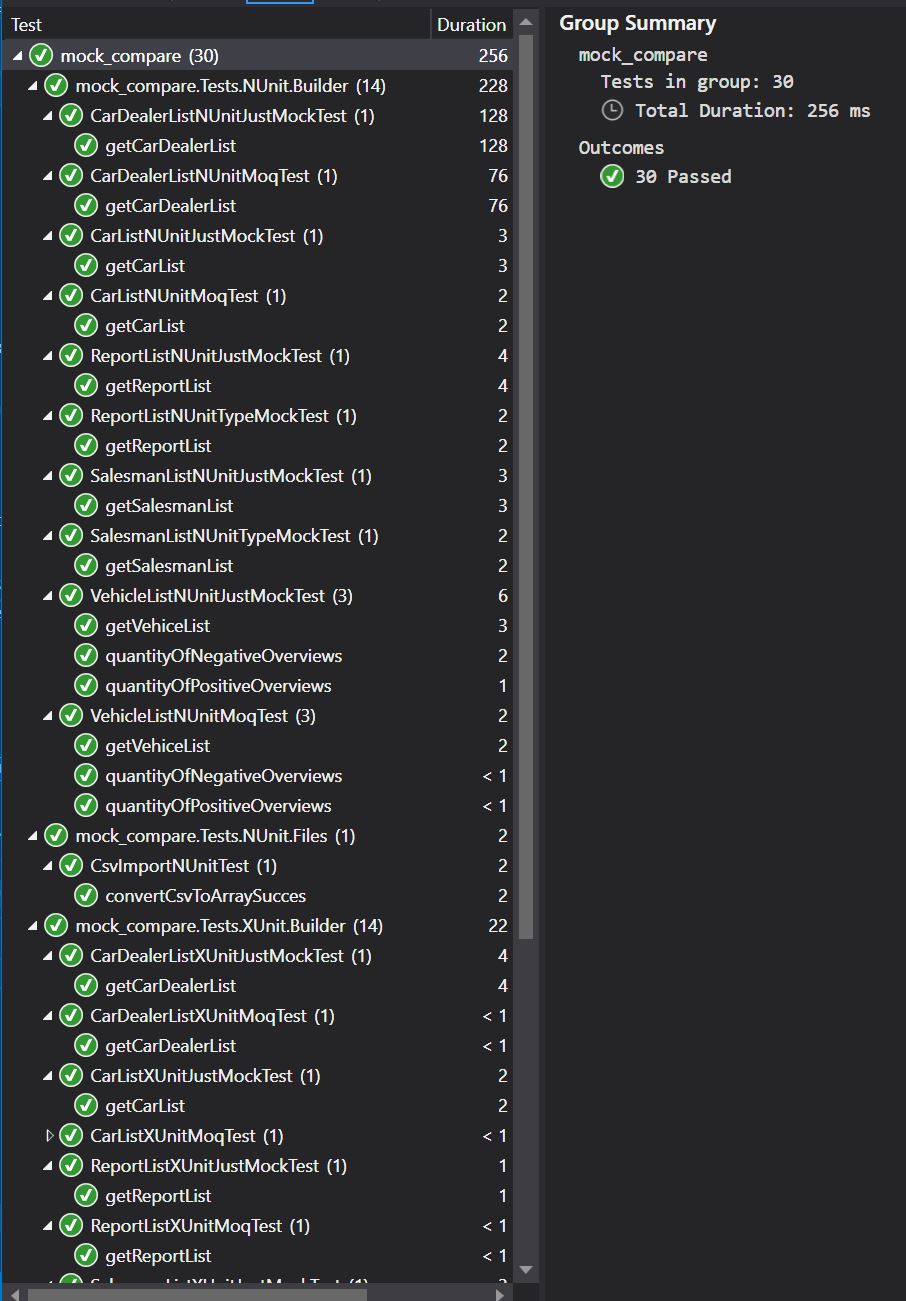 Test Duration
mock_compare (30) 256
mock_compare.Tests.NUnit.Builder (14) 228
CarDealerListNUnitJustMockTest (1) 128
getCarDealerList 128
CarDealerListNUnitMoqTest (1) 76
getCarDealerList 76
CarListNUnitJustMockTest (1) 3
getCarList 3
CarListNUnitMoqTest (1) 2
getCarList 2
ReportListNUnitJustMockTest (1) 4
getReportList 4
ReportListNUnitTypeMockTest (1) 2
getReportList 2
SalesmanListNUnitJustMockTest (1) 3
getSalesmanList 3
SalesmanListNUnitTypeMockTest (1) 2
getSalesmanList 2
VehicleListNUnitJustMockTest (3) 6
getVehiceList 3
quantityOfNegativeOverviews 2
quantityOfPositiveOverviews 1
VehicleListNUnitMoqTest (3) 2
getVehiceList 2
quantityOfNegativeOverviews < 1
quantityOfPositiveOverviews < 1
mock_compare.Tests.NUnit.Files (1) 2
CsvImportNUnitTest (1) 2
convertCsvToArraySucces 2
mock_compare.Tests.XUnit.Builder (14) 22
CarDealerListXUnitJustMockTest (1) 4
getCarDealerList 4
CarDealerListXUnitMoqTest (1) < 1
getCarDealerList < 1
CarListXUnitJustMockTest (1) 2
getCarList 2
CarListXUnitMoqTest (1) < 1
ReportListXUnitJustMockTest (1) 1
getReportList 1
ReportListXUnitMoqTest (1) < 1
getReportList < 1
Group Summary
mock_compare
Tests in group: 30
Total Duration: 256 ms
Outcomes
30 Passed